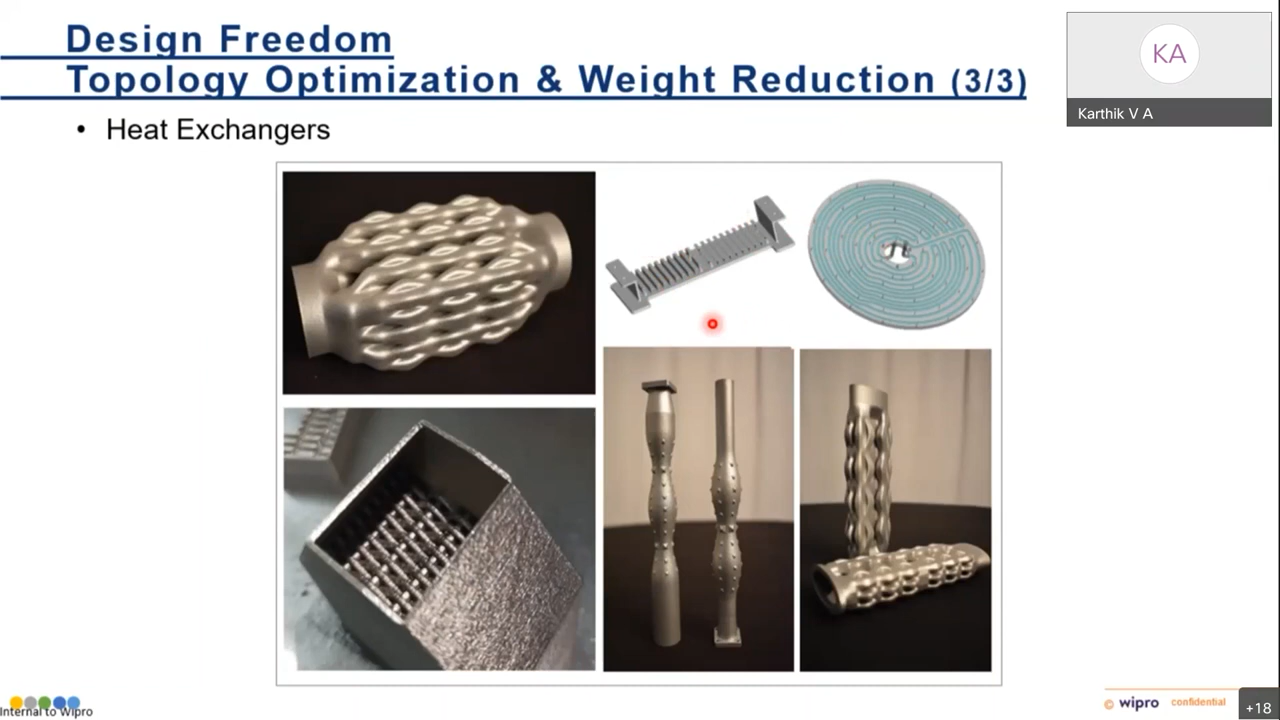 Design Freedom
Topology Optimization & Weight Reduction (3/3)
• Heat Exchangers
KA
Karthik V A
Internal to Wipro
© wipro confidential
+18